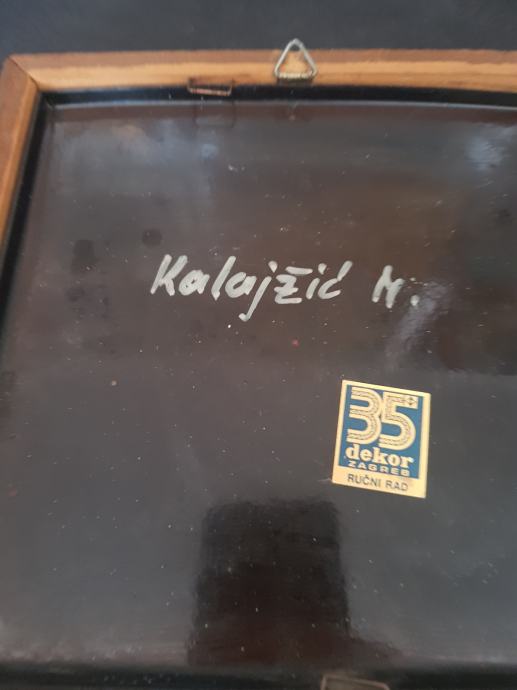 Kalajžić M.
35
dekor
ZAGREB
RUČNI RAD